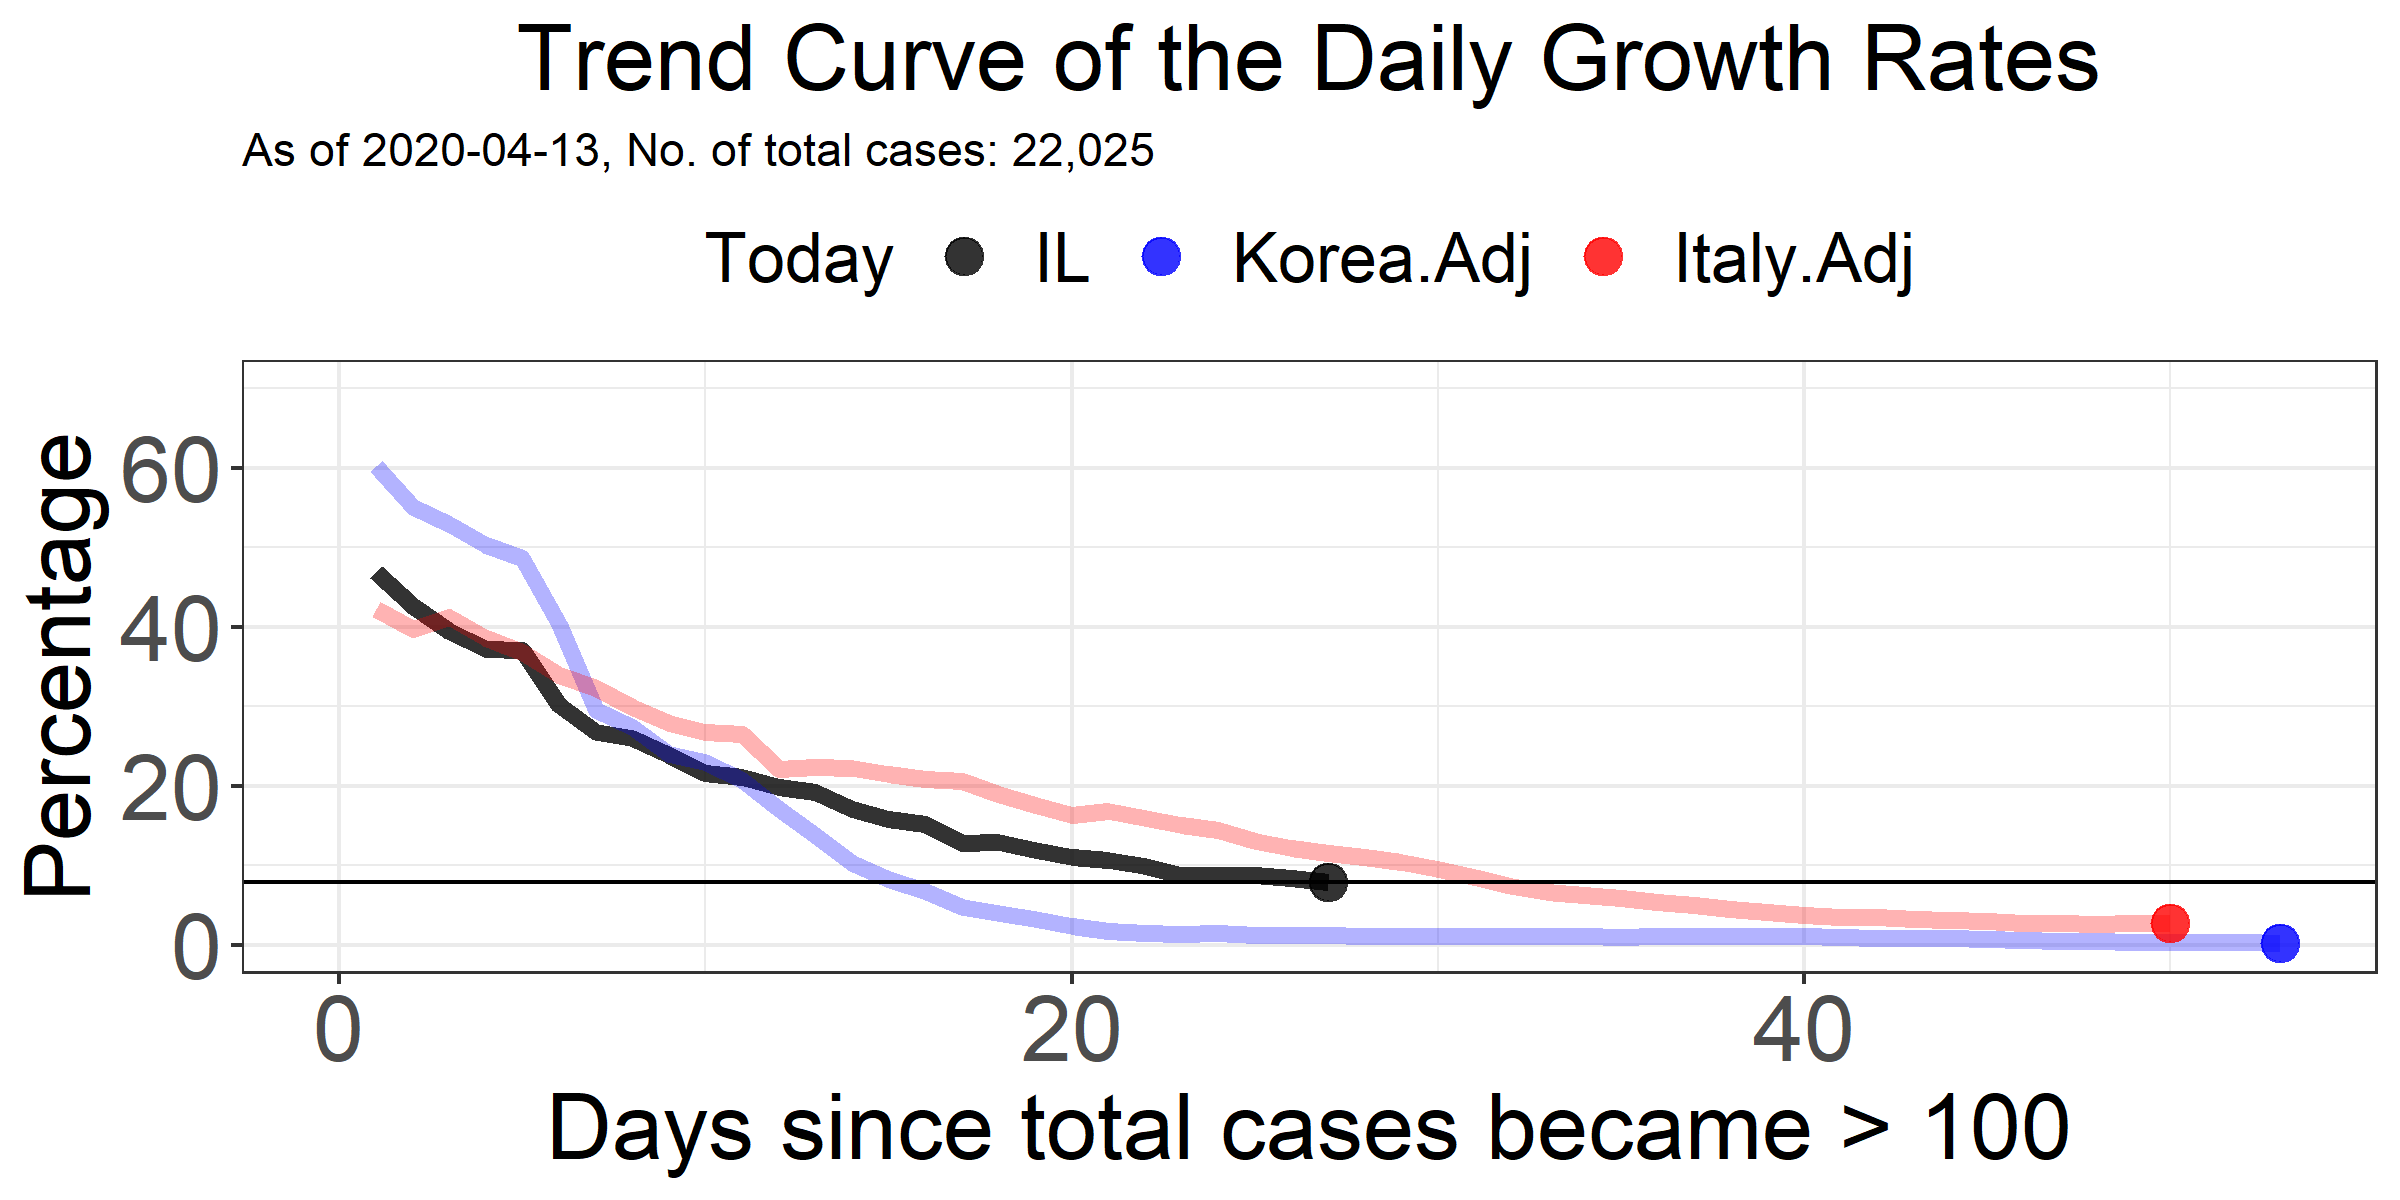 Trend Curve of the Daily Growth Rates
As of 2020-04-13, No. of total cases: 22,025
Today IL Korea.Adj Italy.Adj
Percentage
60
40
20
0
0 20 40
Days since total cases became > 100